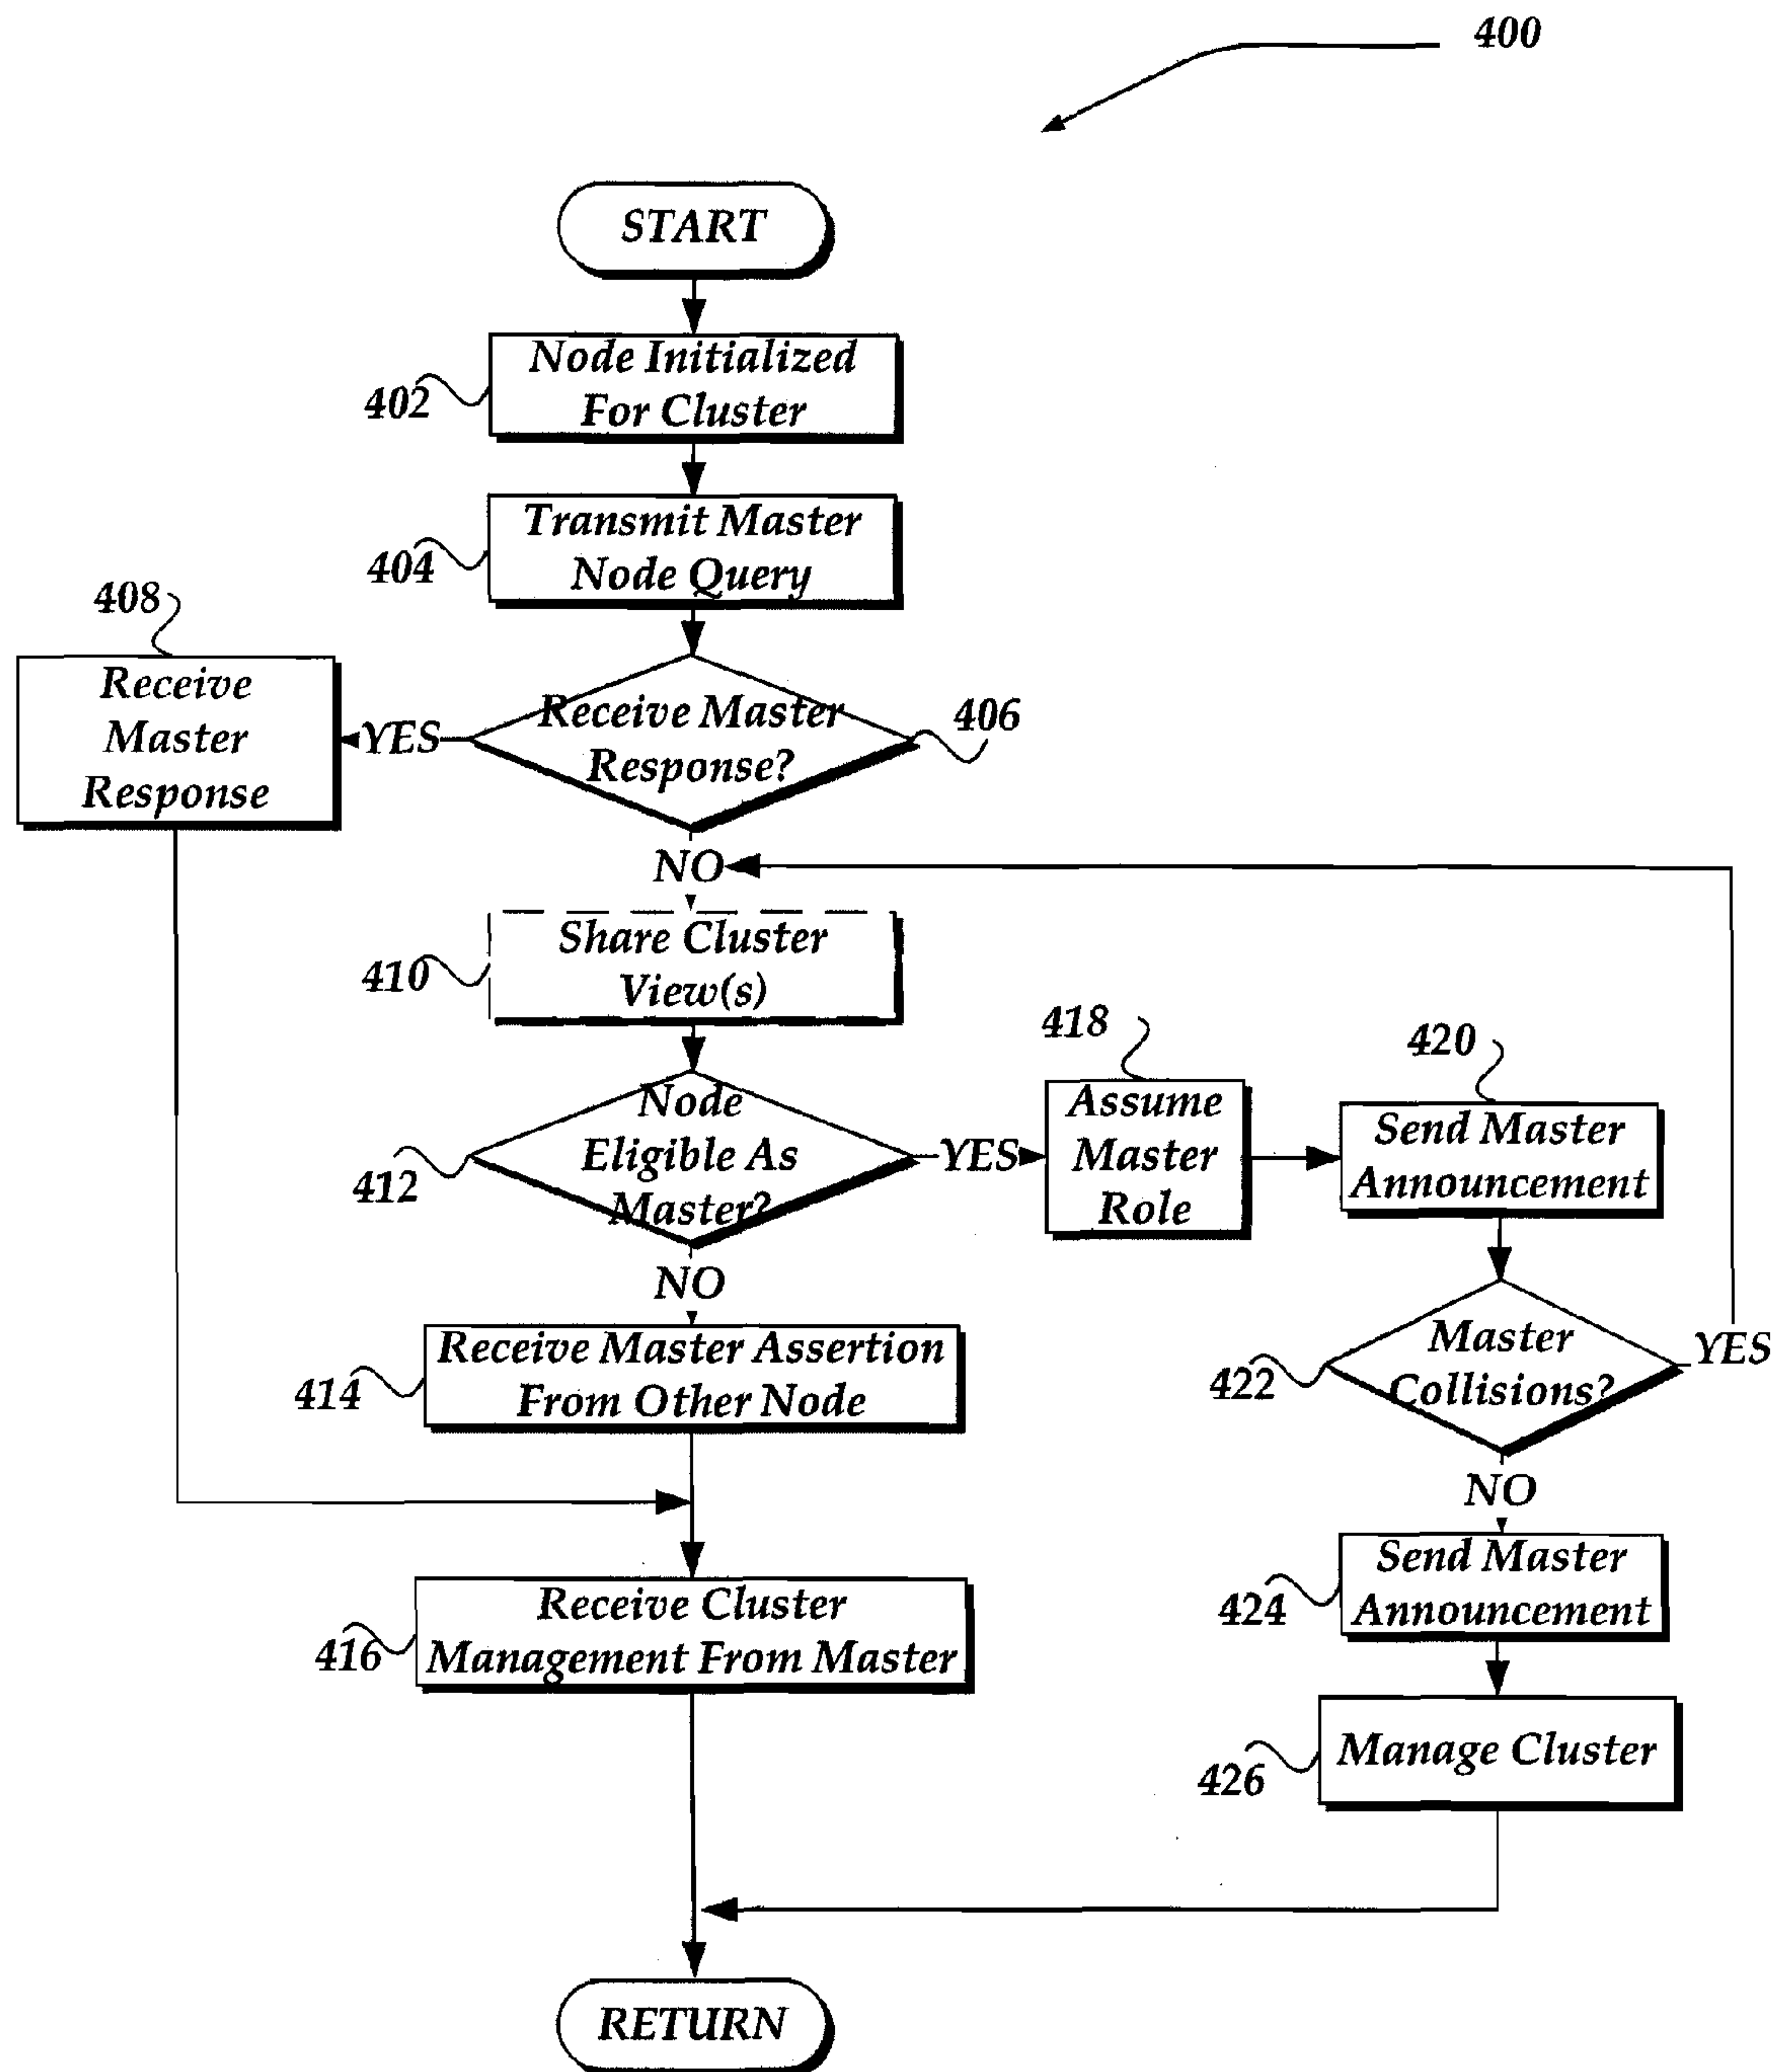 400
START
Node Initialized
For Cluster
402
Transmit Master
Node Query
404
408
Receive
Master
Response
YES
Receive Master
Response?
406
NO
Share Cluster
View(s)
410
Node
Eligible As
Master?
412
YES
418
Assume
Master
Role
420
Send Master
Announcement
NO
Receive Master Assertion
From Other Node
414
Master
Collisions?
422
YES
NO
Receive Cluster
Management From Master
416
Send Master
Announcement
424
Manage Cluster
426
RETURN